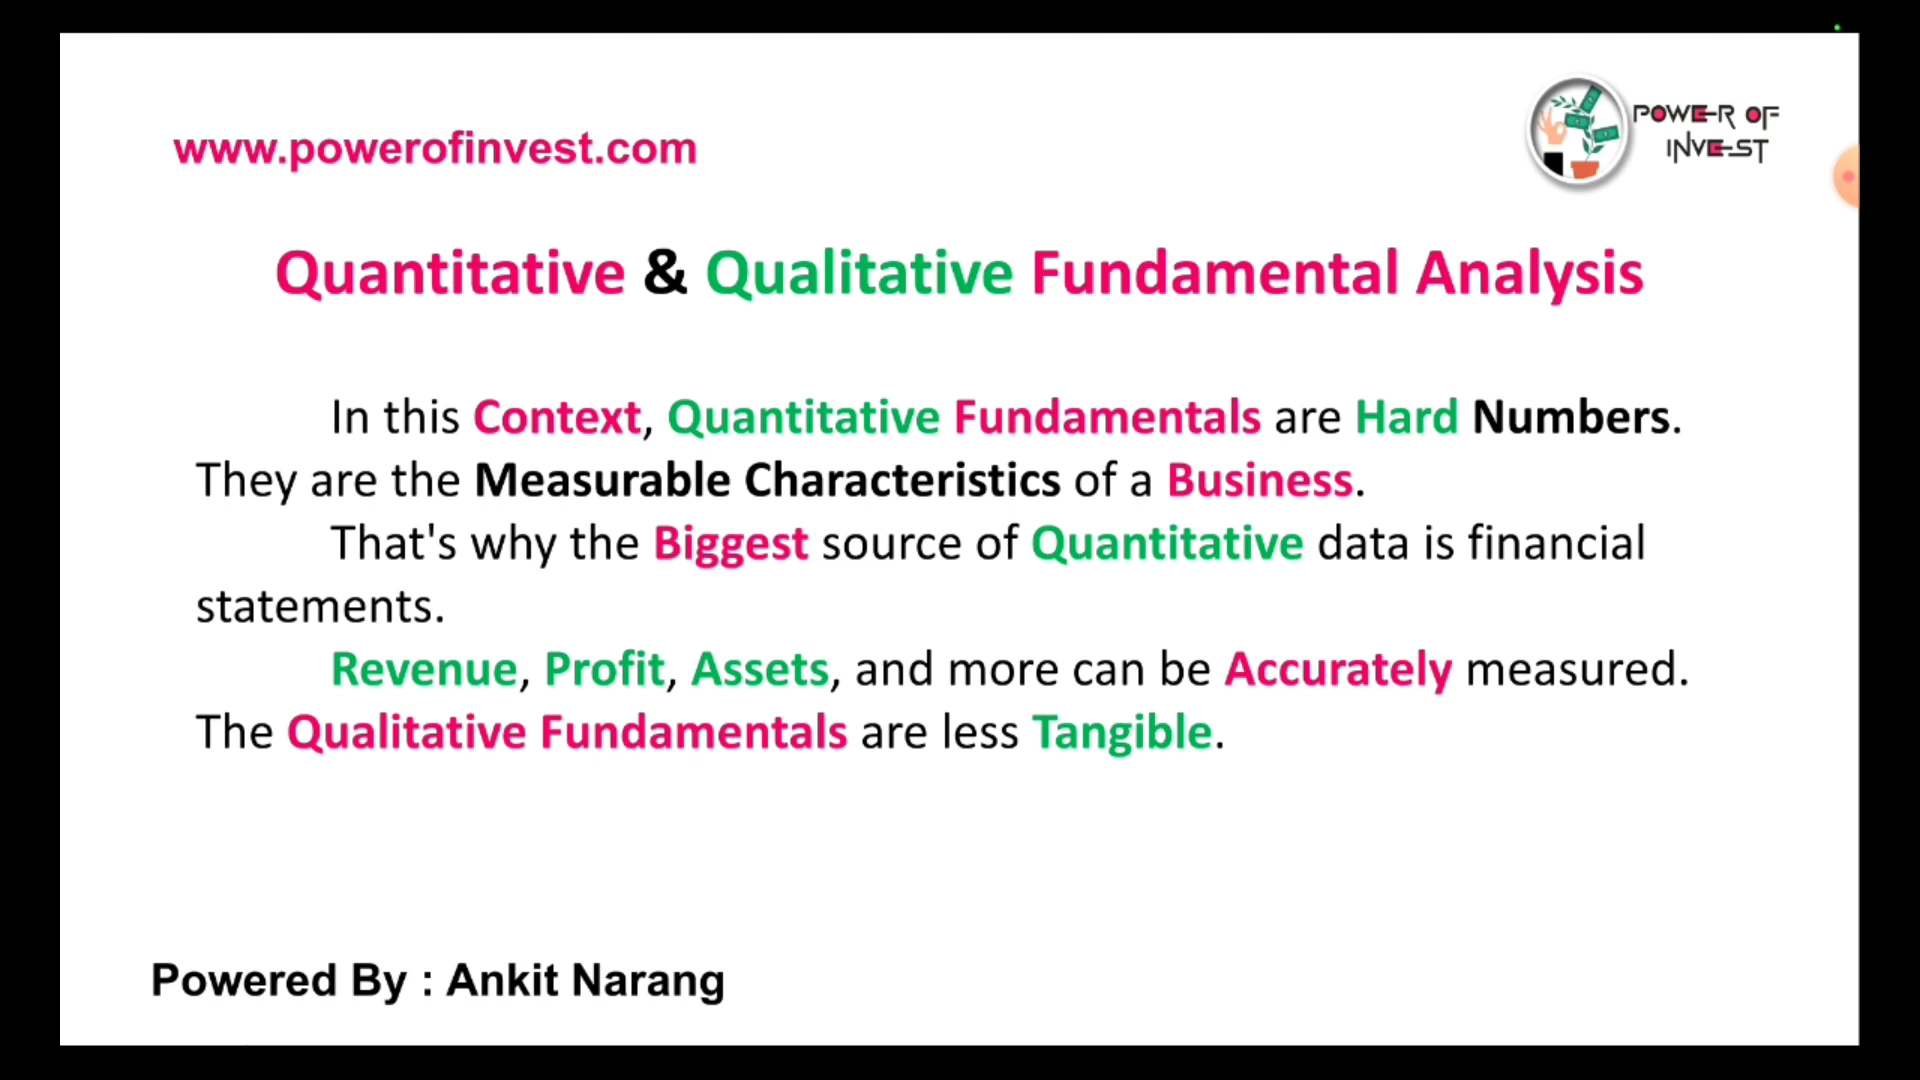 www.powerofinvest.com
POWER OF
INVEST
Quantitative & Qualitative Fundamental Analysis
In this Context, Quantitative Fundamentals are Hard Numbers.
They are the Measurable Characteristics of a Business.
That's why the Biggest source of Quantitative data is financial
statements.
Revenue, Profit, Assets, and more can be Accurately measured.
The Qualitative Fundamentals are less Tangible.
Powered By : Ankit Narang